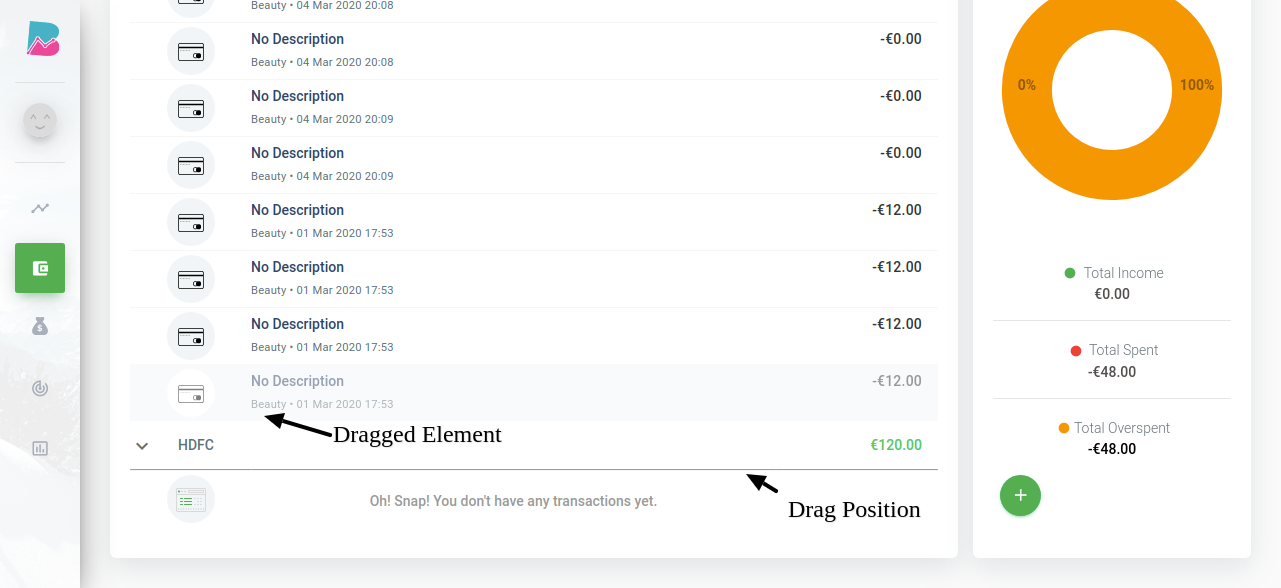 Beauty • 04 Mar 2020 20:08
No Description -€0.00
Beauty • 04 Mar 2020 20:08
No Description -€0.00
Beauty • 04 Mar 2020 20:09
No Description -€0.00
Beauty • 04 Mar 2020 20:09
No Description -€12.00
Beauty • 01 Mar 2020 17:53
No Description -€12.00
Beauty • 01 Mar 2020 17:53
No Description -€12.00
Beauty • 01 Mar 2020 17:53
No Description -€12.00
Beauty • 01 Mar 2020 17:53
Dragged Element
HDFC €120.00
Drag Position
Oh! Snap! You don't have any transactions yet.
0% 100%
Total Income
€0.00
Total Spent
-€48.00
Total Overspent
-€48.00
+